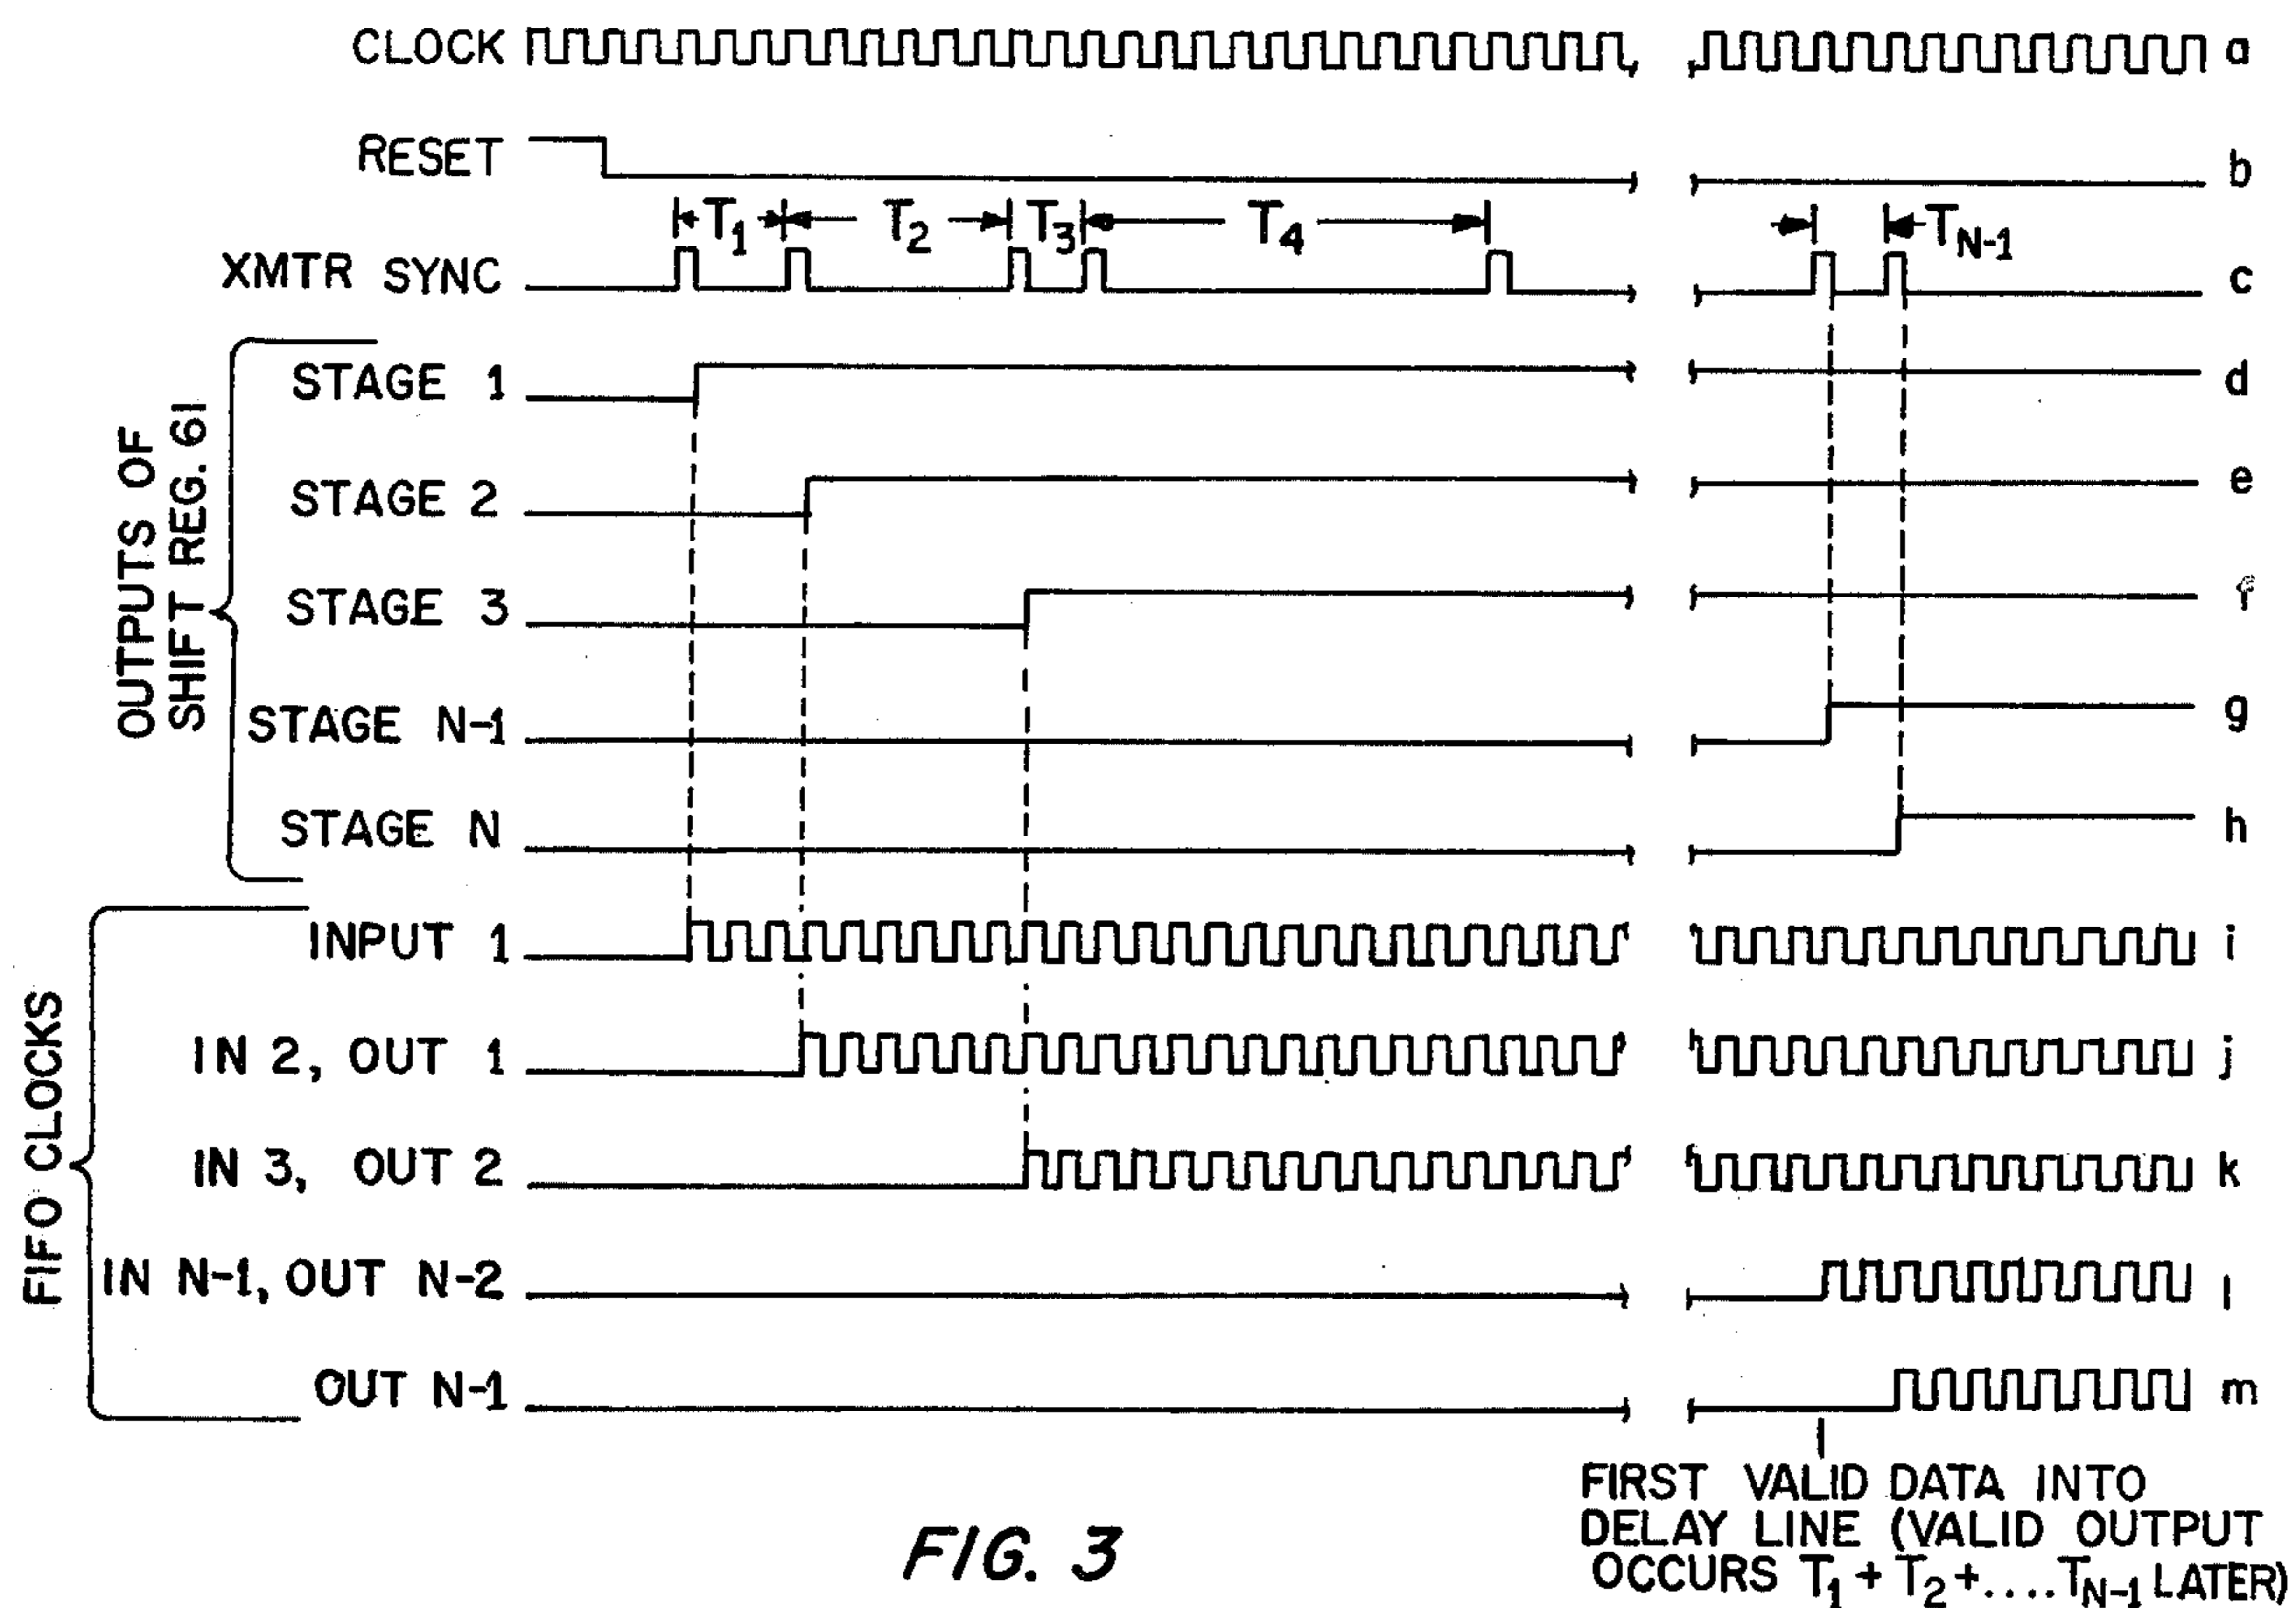 CLOCK a
RESET b
T1 T2 T3 T4 TN-1
XMTR SYNC c
OUTPUTS OF
SHIFT REG. 61
STAGE 1 d
STAGE 2 e
STAGE 3 f
STAGE N-1 g
STAGE N h
FIFO CLOCKS
INPUT 1 i
IN 2, OUT 1 j
IN 3, OUT 2 k
IN N-1, OUT N-2 l
OUT N-1 m
FIRST VALID DATA INTO
DELAY LINE (VALID OUTPUT
OCCURS T1 + T2 +....TN-1 LATER)
FIG. 3